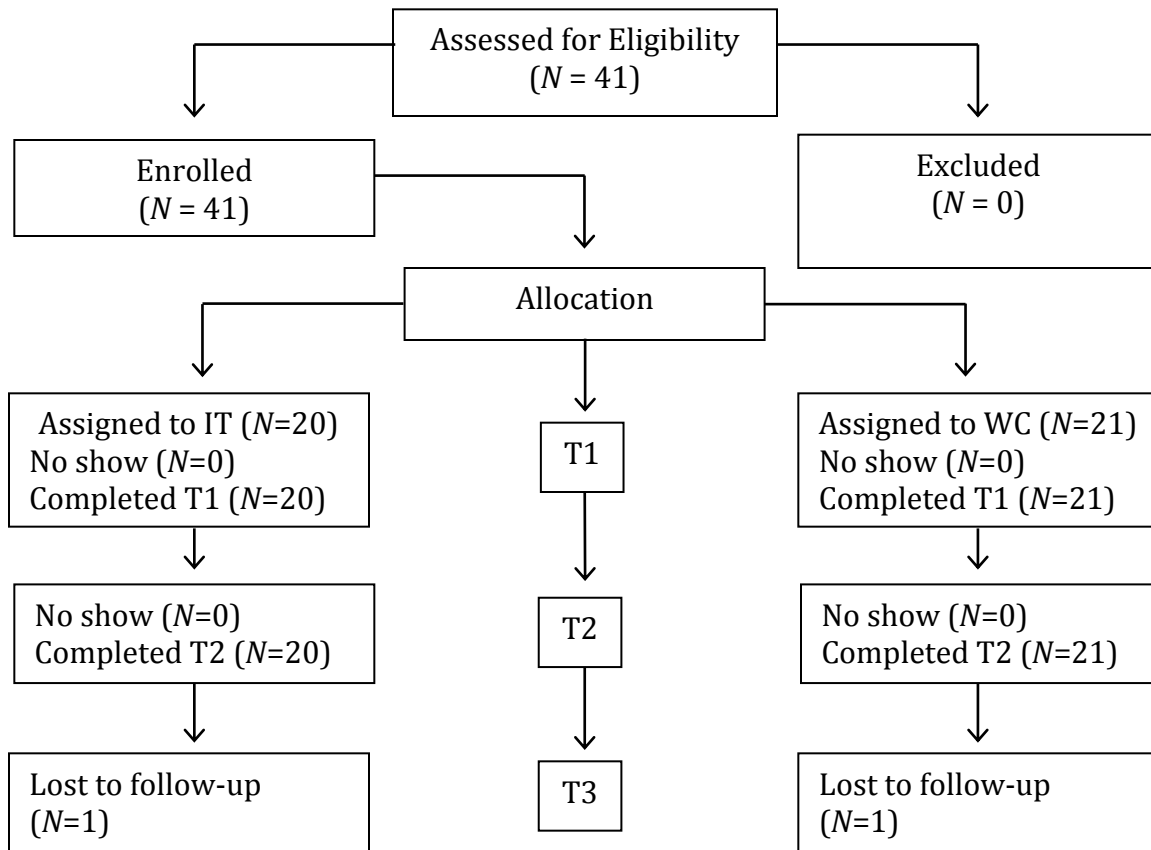 Assessed for Eligibility
(N = 41)
Enrolled
(N = 41)
Excluded
(N = 0)
Allocation
Assigned to IT (N=20)
No show (N=0)
Completed T1 (N=20)
T1
Assigned to WC (N=21)
No show (N=0)
Completed T1 (N=21)
No show (N=0)
Completed T2 (N=20)
T2
No show (N=0)
Completed T2 (N=21)
Lost to follow-up
(N=1)
T3
Lost to follow-up
(N=1)